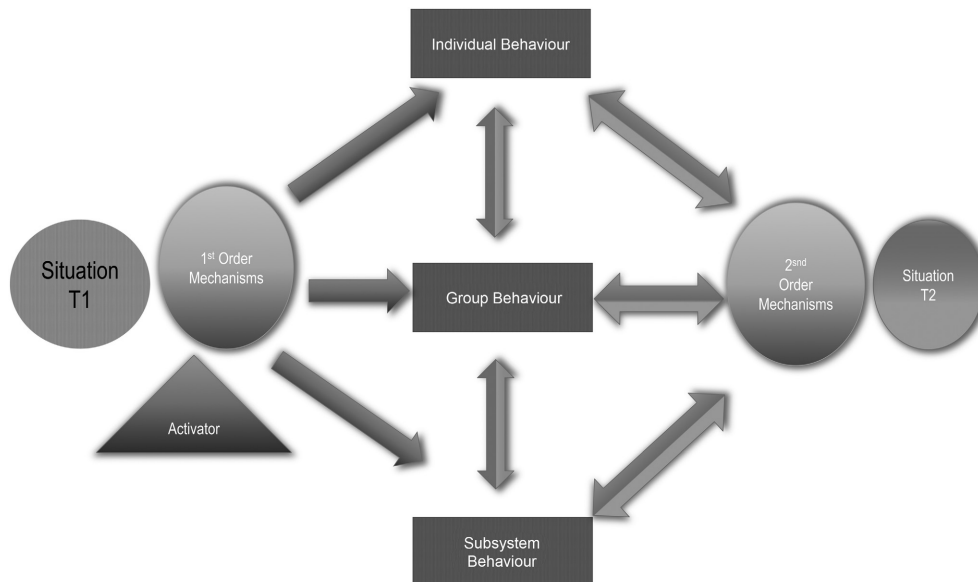 Individual Behaviour
Situation
T1
1st Order
Mechanisms
Group Behaviour
2snd
Order
Mechanisms
Situation
T2
Activator
Subsystem
Behaviour